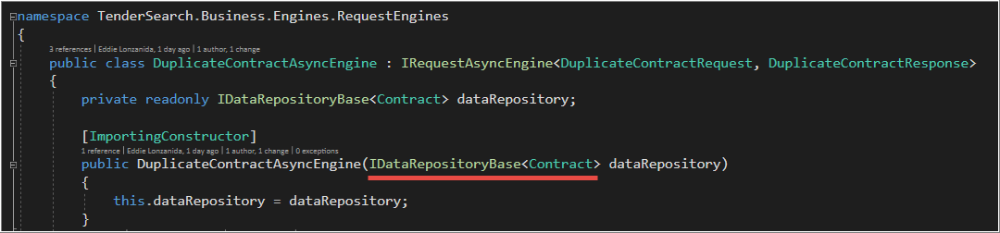 namespace TenderSearch.Business.Engines.RequestEngines
{
3 references | Eddie Lonzanida, 1 day ago | 1 author, 1 change
public class DuplicateContractAsyncEngine : IRequestAsyncEngine<DuplicateContractRequest, DuplicateContractResponse>
{
private readonly IDataRepositoryBase<Contract> dataRepository;
[ImportingConstructor]
1 reference | Eddie Lonzanida, 1 day ago | 1 author, 1 change | 0 exceptions
public DuplicateContractAsyncEngine(IDataRepositoryBase<Contract> dataRepository)
{
this.dataRepository = dataRepository;
}